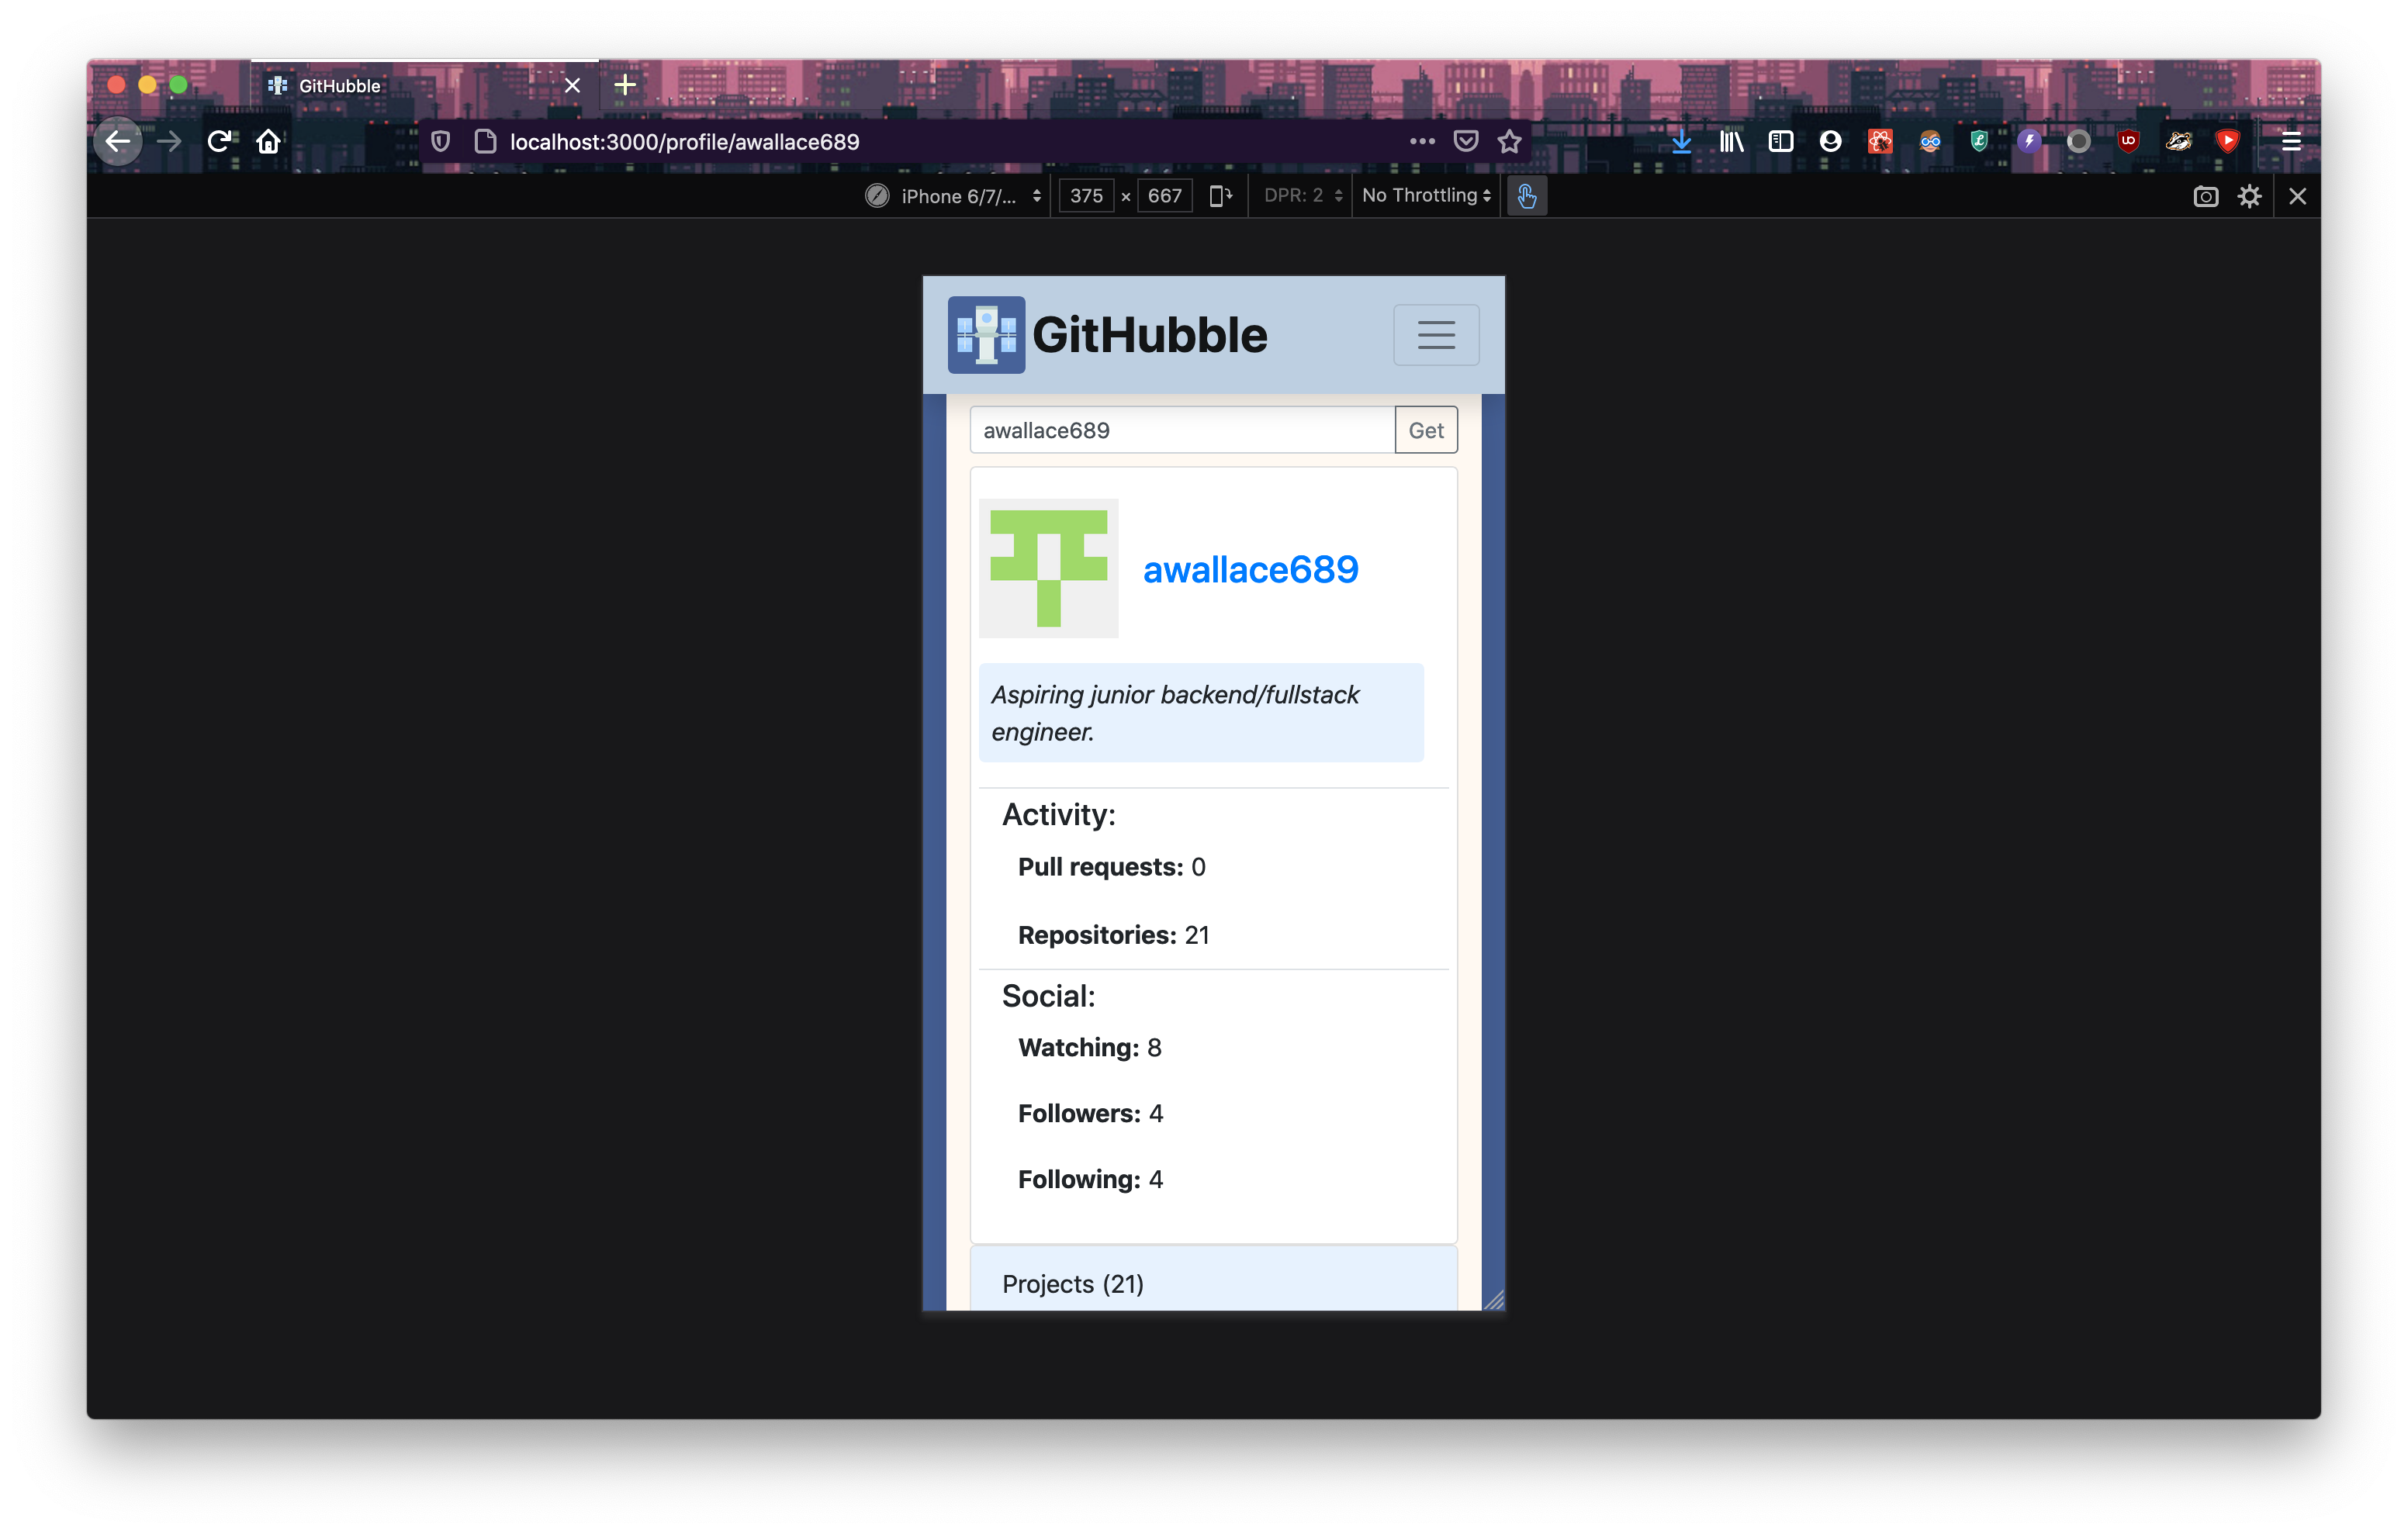 GitHubble
localhost:3000/profile/awallace689
iPhone 6/7/... 375 × 667 DPR: 2 No Throttling
GitHubble
awallace689 Get
awallace689
Aspiring junior backend/fullstack
engineer.
Activity:
Pull requests: 0
Repositories: 21
Social:
Watching: 8
Followers: 4
Following: 4
Projects (21)